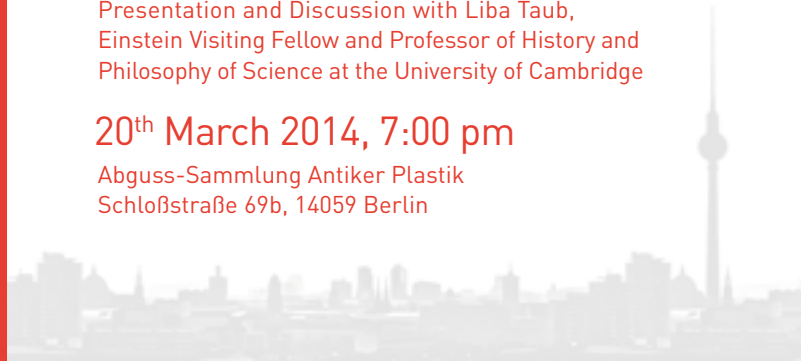 Presentation and Discussion with Liba Taub,
Einstein Visiting Fellow and Professor of History and
Philosophy of Science at the University of Cambridge
20th March 2014, 7:00 pm
Abguss-Sammlung Antiker Plastik
Schloßstraße 69b, 14059 Berlin